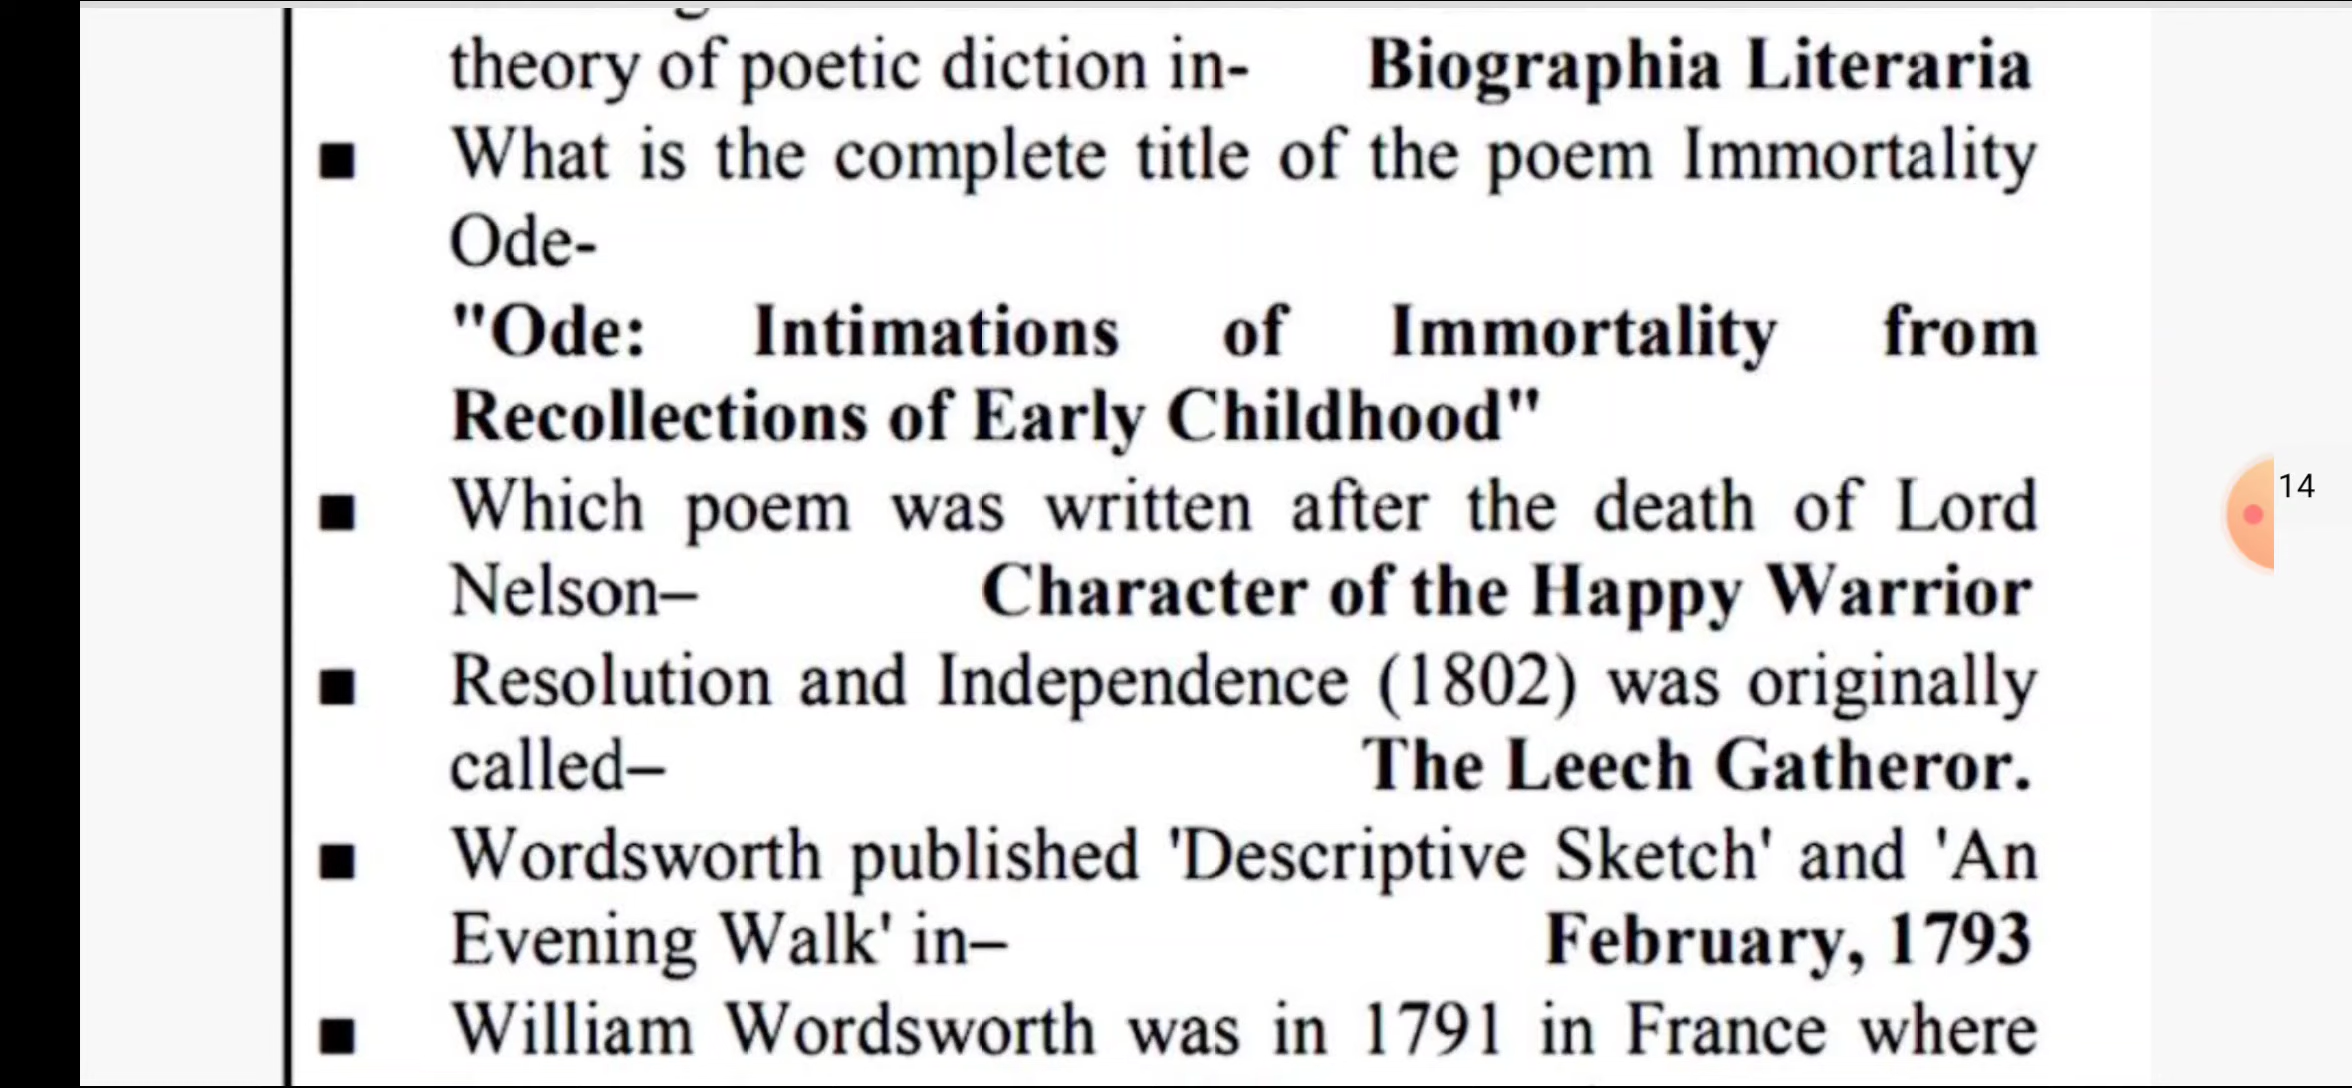 theory of poetic diction in- Biographia Literaria
■ What is the complete title of the poem Immortality
Ode-
"Ode: Intimations of Immortality from
Recollections of Early Childhood"
■ Which poem was written after the death of Lord
Nelson– Character of the Happy Warrior
■ Resolution and Independence (1802) was originally
called– The Leech Gatheror.
■ Wordsworth published 'Descriptive Sketch' and 'An
Evening Walk' in– February, 1793
■ William Wordsworth was in 1791 in France where
14